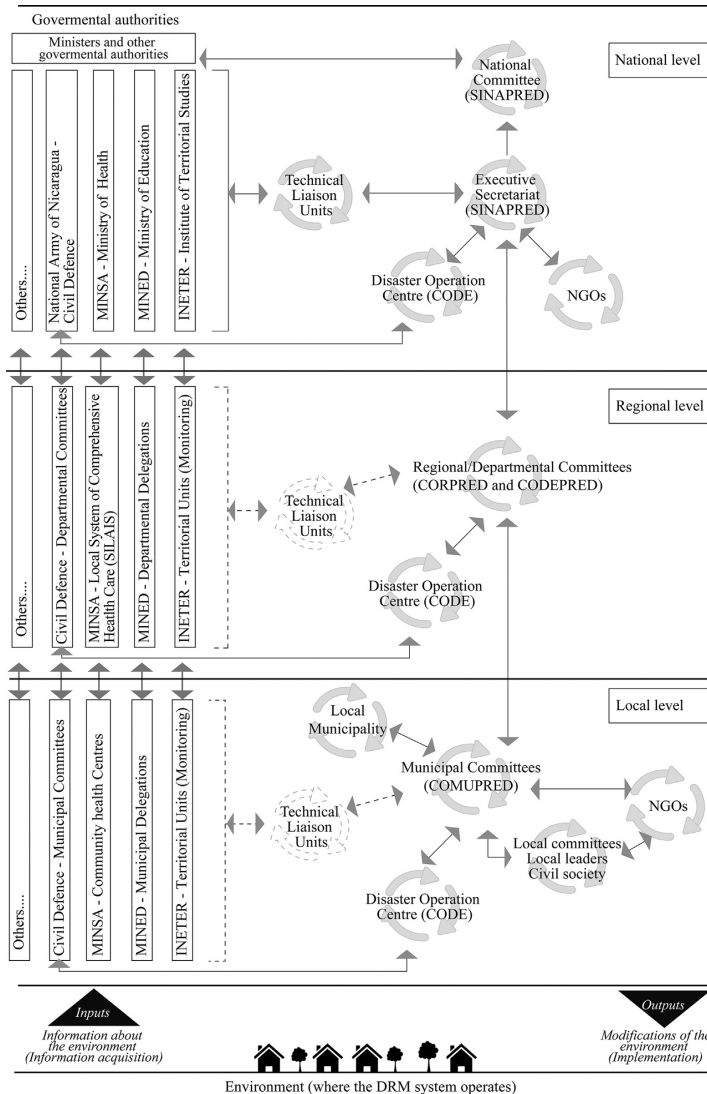 Govermental authorities
Ministers and other
govermental authorities
National level
Others.....
National Army of Nicaragua -
Civil Defence
MINSA - Ministry of Health
MINED - Ministry of Education
INETER - Institute of Territorial Studies
Technical
Liaison
Units
National
Committee
(SINAPRED)
Executive
Secretariat
(SINAPRED)
Disaster Operation
Centre (CODE)
NGOs
Regional level
Others.....
Civil Defence - Departmental Committees
MINSA - Local System of Comprehensive
Heatlth Care (SILAIS)
MINED - Departmental Delegations
INETER - Territorial Units (Monitoring)
Technical
Liaison
Units
Regional/Departmental Committees
(CORPRED and CODEPRED)
Disaster Operation
Centre (CODE)
Local level
Others.....
Civil Defence - Municipal Committees
MINSA - Community health Centres
MINED - Municipal Delegations
INETER - Territorial Units (Monitoring)
Technical
Liaison
Units
Local
Municipality
Municipal Committees
(COMUPRED)
NGOs
Local committees
Local leaders
Civil society
Disaster Operation
Centre (CODE)
Inputs
Information about
the environment
(Information acquisition)
Outputs
Modifications of the
environment
(Implementation)
Environment (where the DRM system operates)